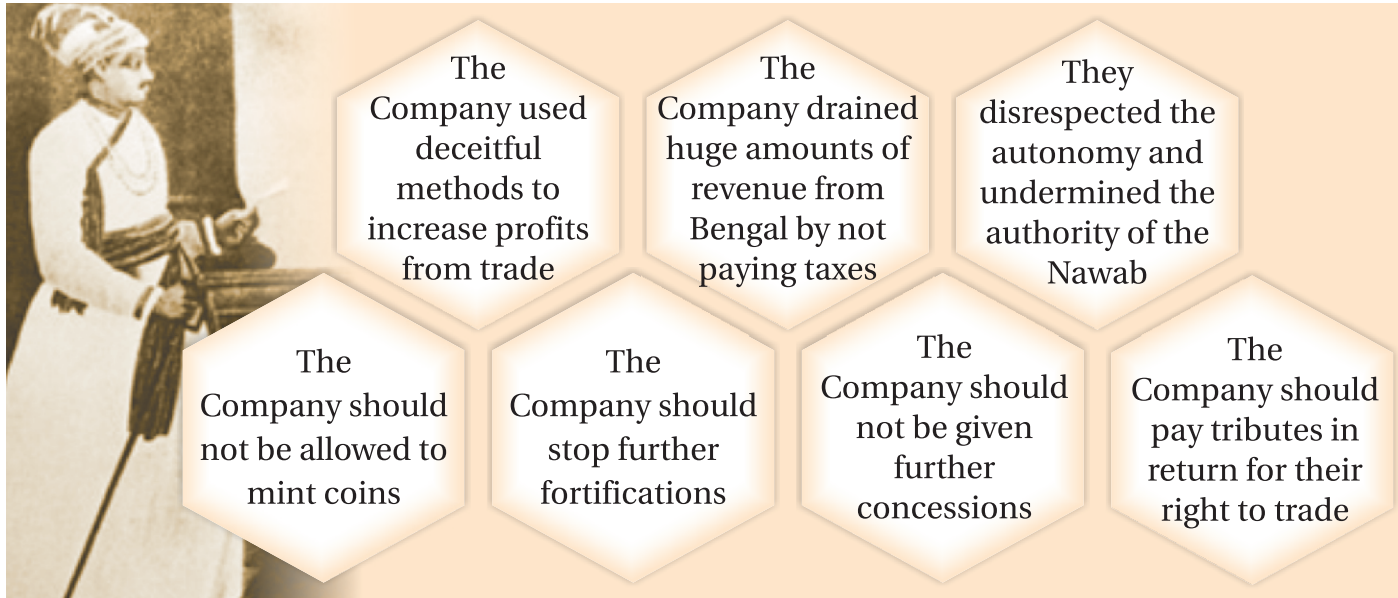 The
Company used
deceitful
methods to
increase profits
from trade
The
Company drained
huge amounts of
revenue from
Bengal by not
paying taxes
They
disrespected the
autonomy and
undermined the
authority of the
Nawab
The
Company should
not be allowed to
mint coins
The
Company should
stop further
fortifications
The
Company should
not be given
further
concessions
The
Company should
pay tributes in
return for their
right to trade